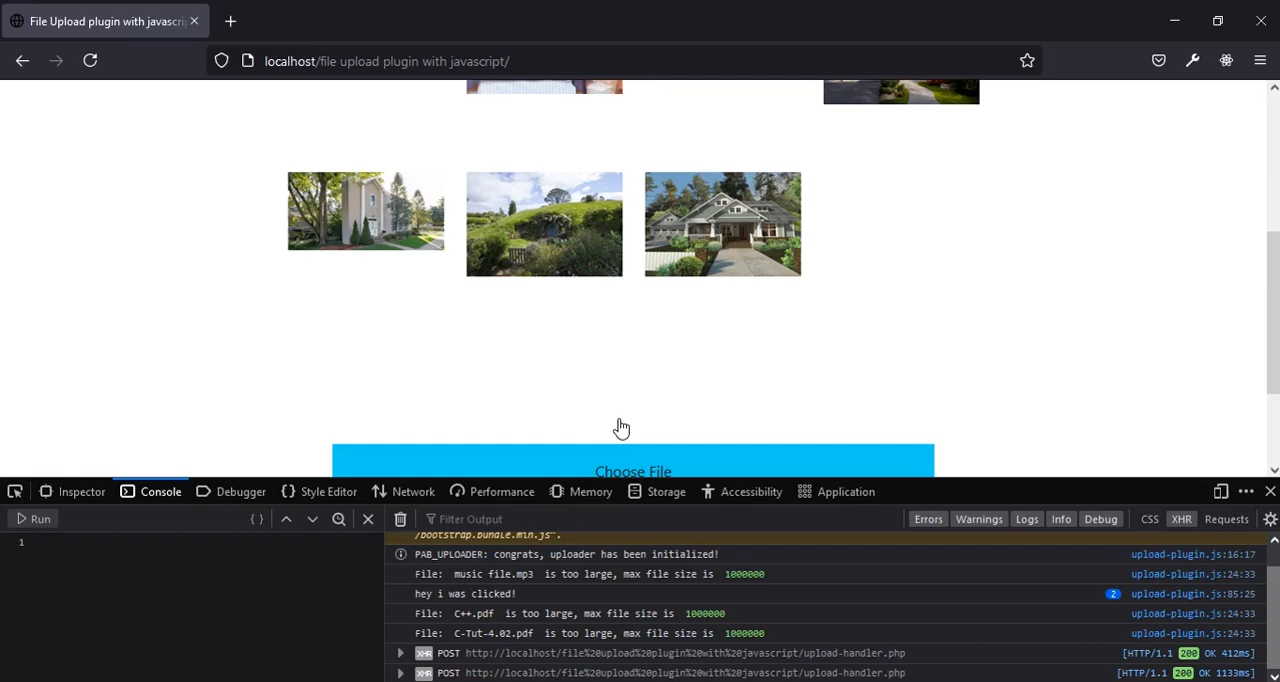 File Upload plugin with javascri
localhost/file upload plugin with javascript/
Choose File
Inspector Console Debugger Style Editor Network Performance Memory Storage Accessibility Application
Run Filter Output Errors Warnings Logs Info Debug CSS XHR Requests
1
/bootstrap.bundle.min.js".
PAB_UPLOADER: congrats, uploader has been initialized! upload-plugin.js:16:17
File: music file.mp3 is too large, max file size is 1000000 upload-plugin.js:24:33
hey i was clicked! 2 upload-plugin.js:85:25
File: C++.pdf is too large, max file size is 1000000 upload-plugin.js:24:33
File: C-Tut-4.02.pdf is too large, max file size is 1000000 upload-plugin.js:24:33
XHR POST http://localhost/file%20upload%20plugin%20with%20javascript/upload-handler.php [HTTP/1.1 200 OK 412ms]
XHR POST http://localhost/file%20upload%20plugin%20with%20javascript/upload-handler.php [HTTP/1.1 200 OK 1133ms]